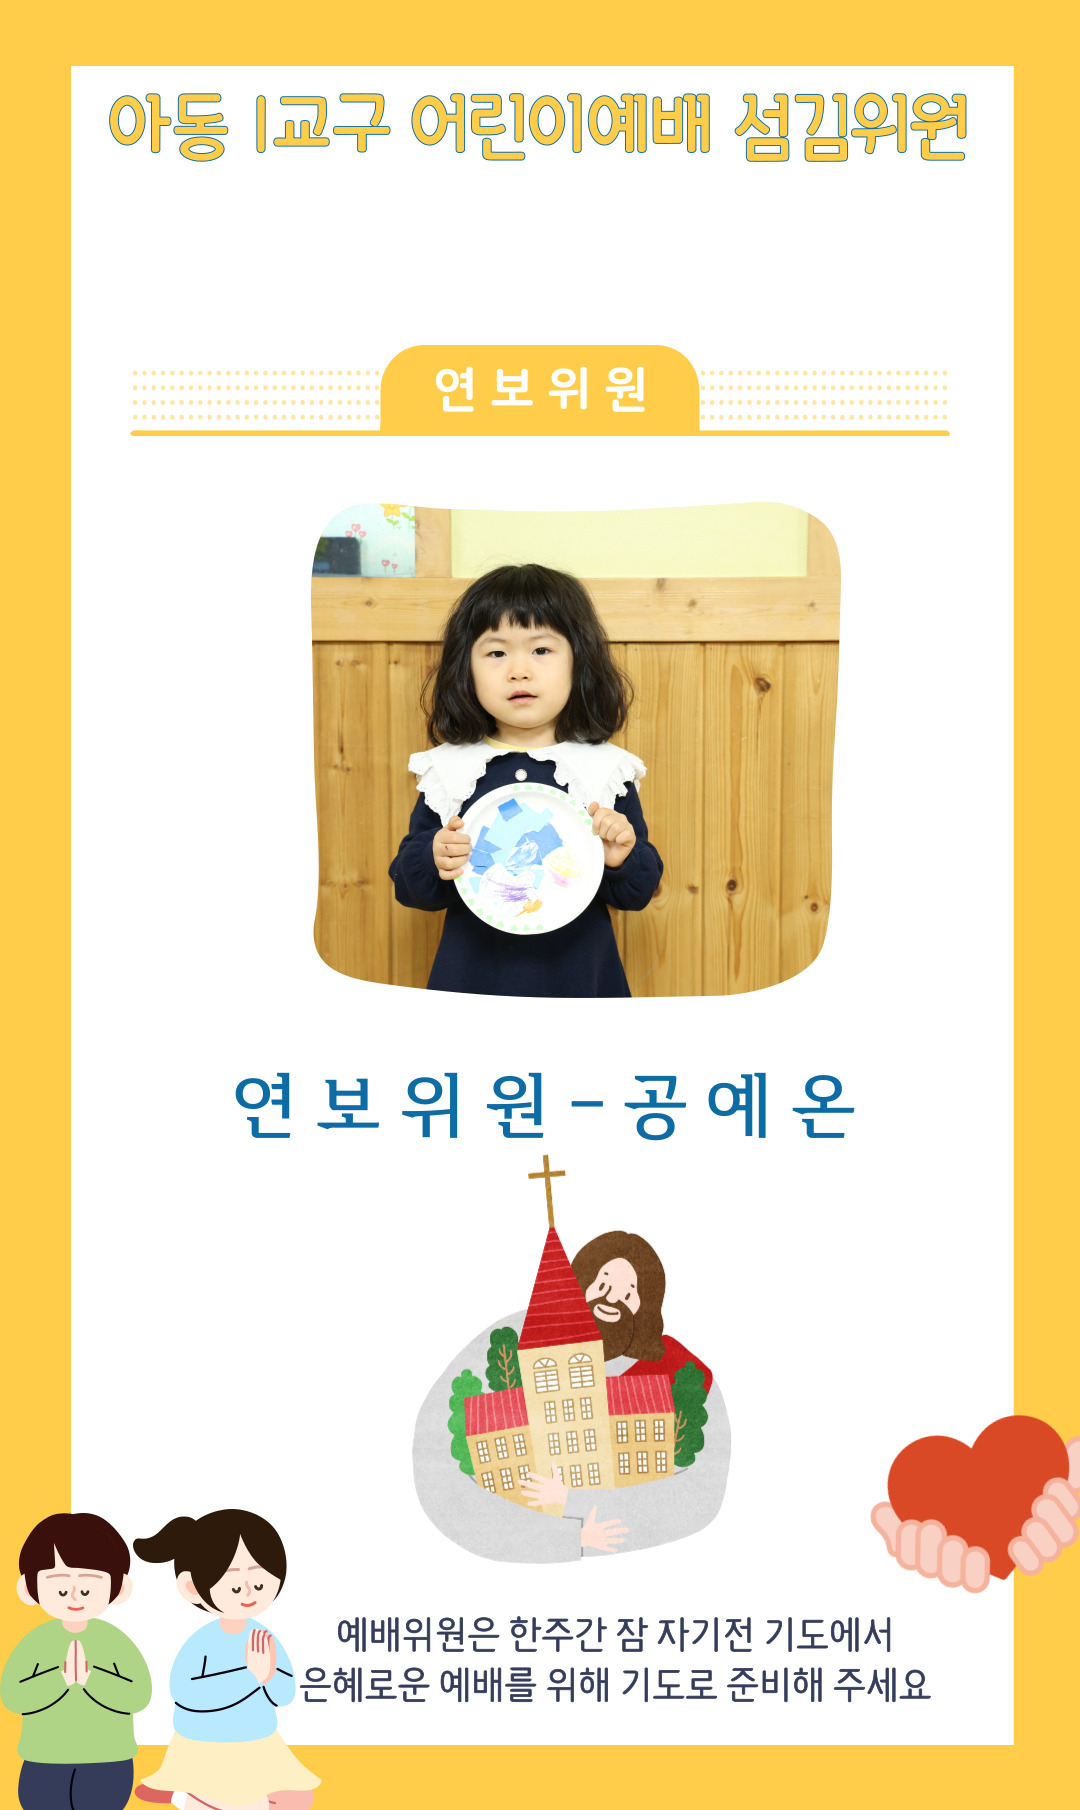 아동 1교구 어린이예배 섬김위원
연보위원
연보위원-공예온
예배위원은 한주간 잠 자기전 기도에서
은혜로운 예배를 위해 기도로 준비해 주세요